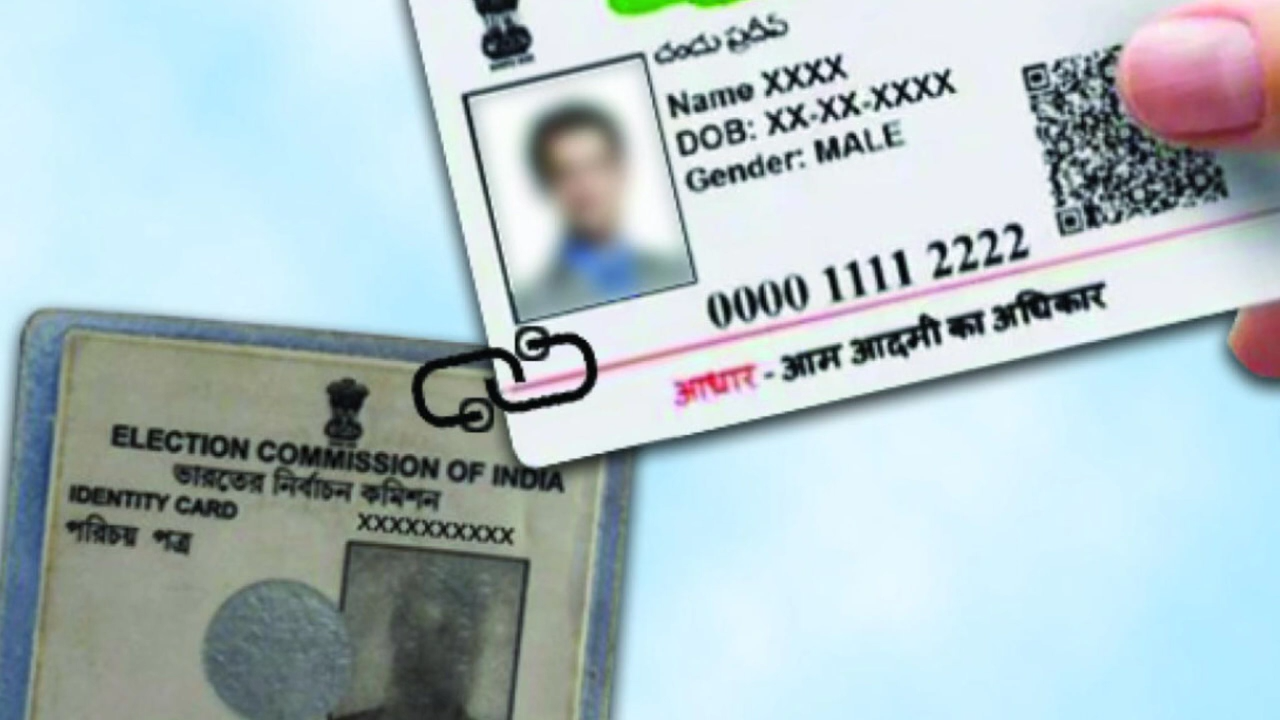 చందు ప్రదీప్
Name XXXX
DOB: XX-XX-XXXX
Gender: MALE
0000 1111 2222
आधार - आम आदमी का अधिकार
ELECTION COMMISSION OF INDIA
ভারতের নির্বাচন কমিশন
IDENTITY CARD
পরিচয় পত্র
XXXXXXXXXX